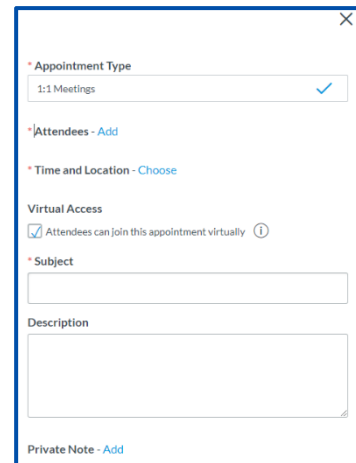 * Appointment Type
1:1 Meetings
* Attendees - Add
* Time and Location - Choose
Virtual Access
Attendees can join this appointment virtually
* Subject
Description
Private Note - Add